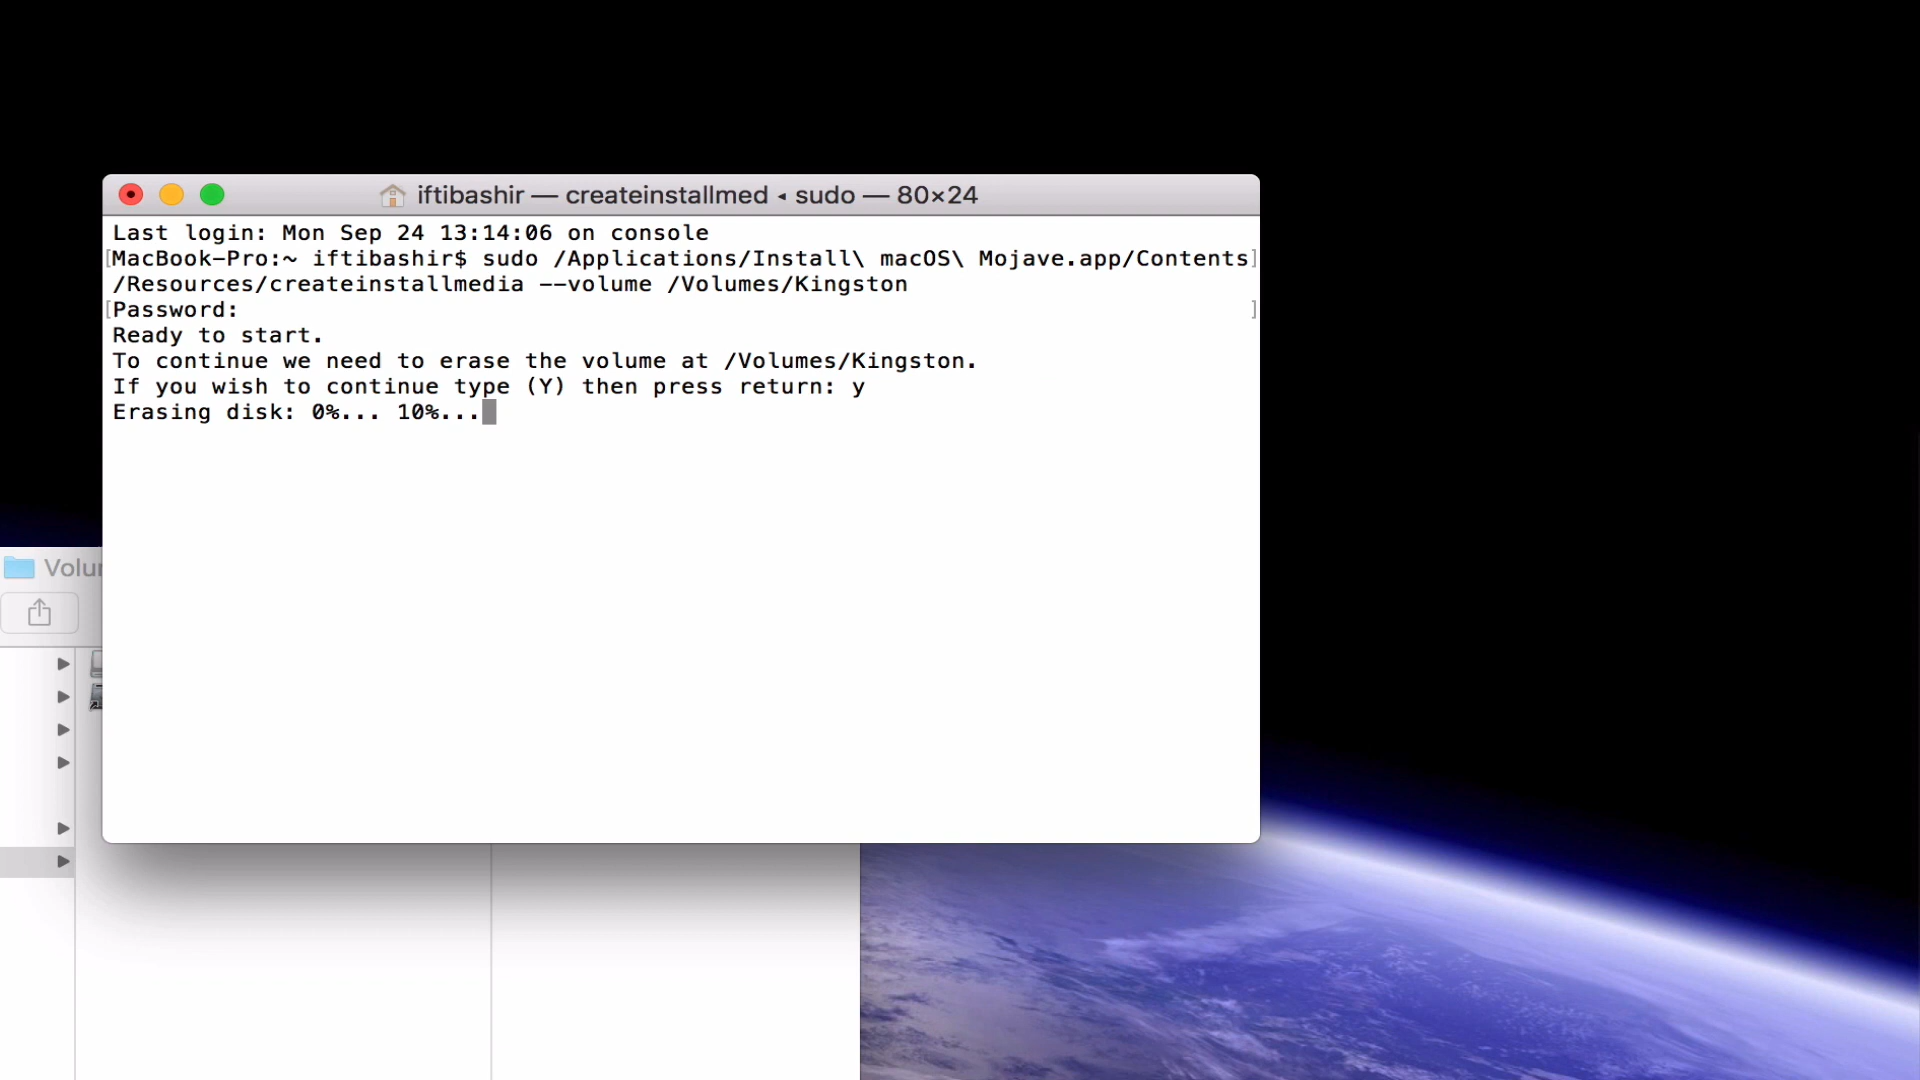 iftibashir — createinstallmed ◂ sudo — 80×24
Last login: Mon Sep 24 13:14:06 on console
[MacBook-Pro:~ iftibashir$ sudo /Applications/Install\ macOS\ Mojave.app/Contents]
/Resources/createinstallmedia --volume /Volumes/Kingston
[Password: ]
Ready to start.
To continue we need to erase the volume at /Volumes/Kingston.
If you wish to continue type (Y) then press return: y
Erasing disk: 0%... 10%...